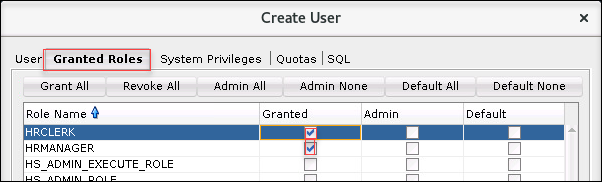 Create User
User Granted Roles System Privileges Quotas SQL
Grant All Revoke All Admin All Admin None Default All Default None
Role Name Granted Admin Default
HRCLERK
HRMANAGER
HS_ADMIN_EXECUTE_ROLE
HS_ADMIN_ROLE